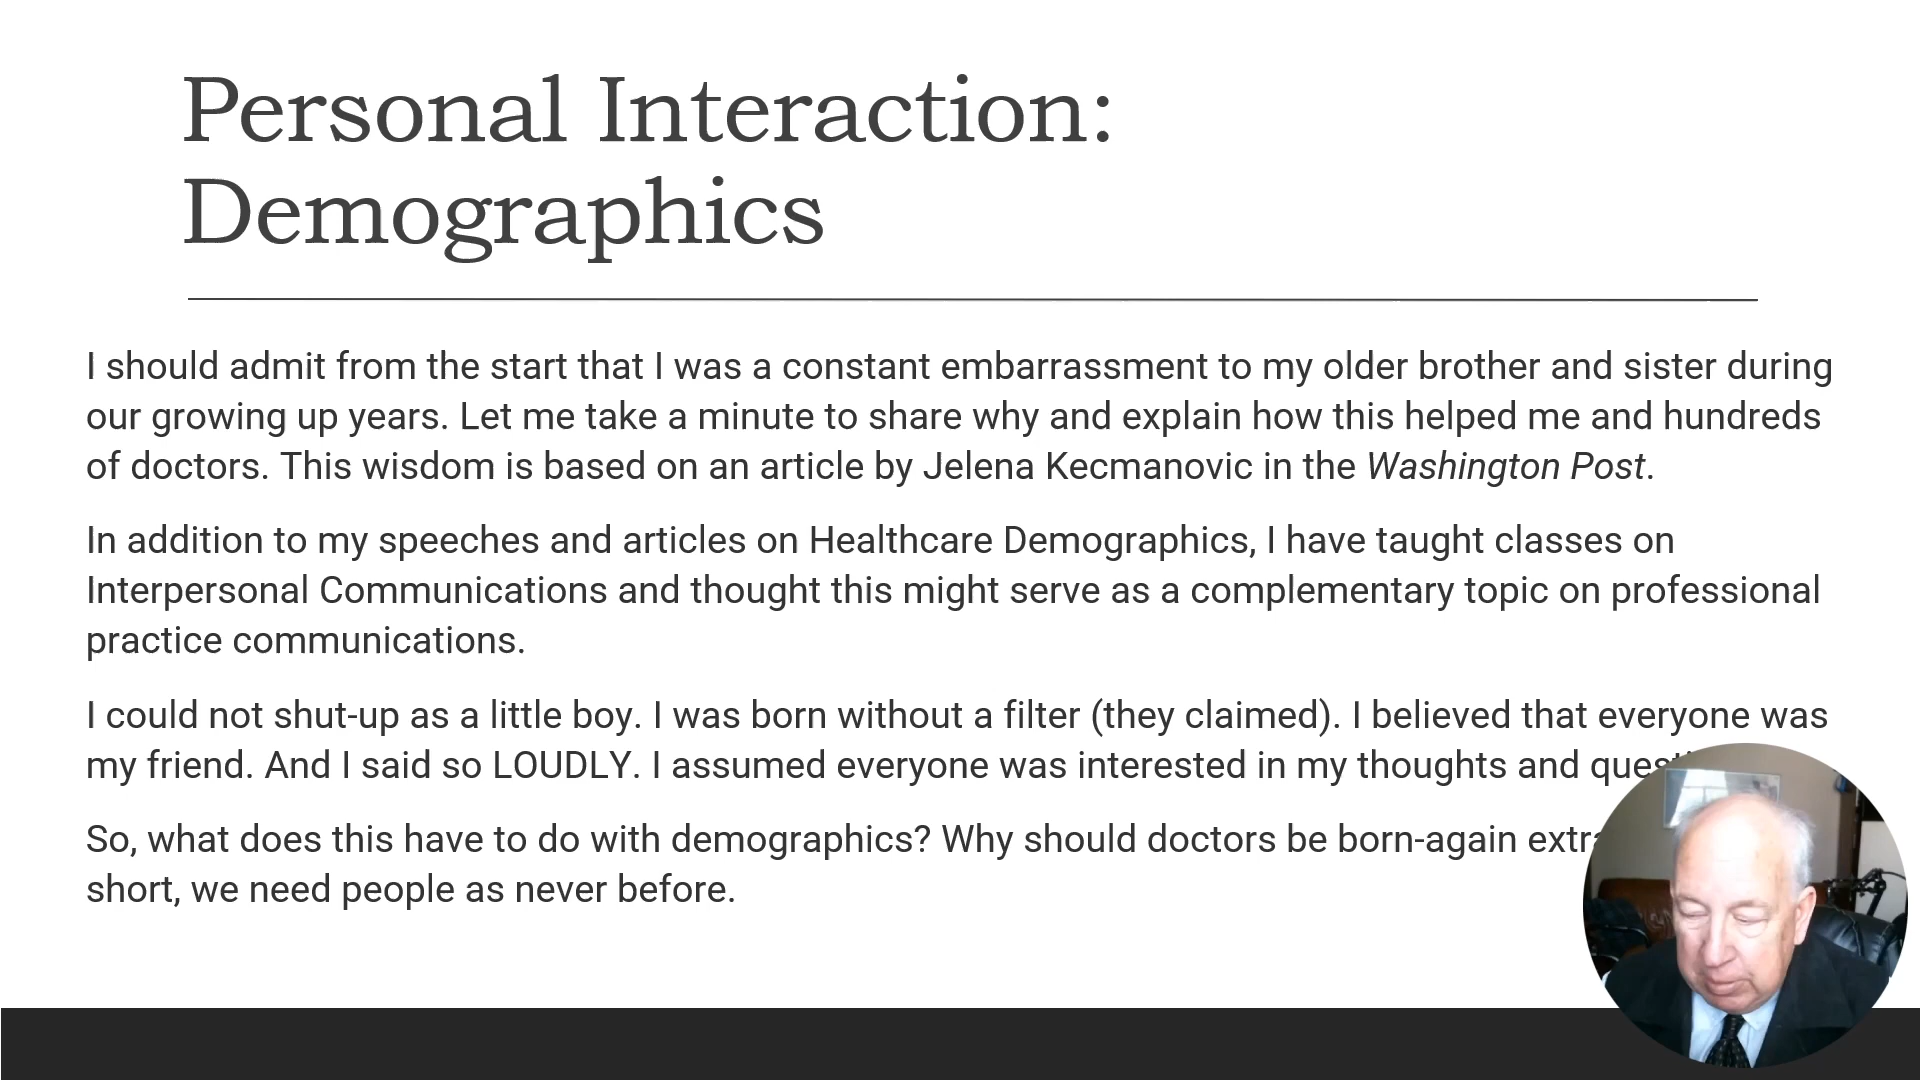 Personal Interaction:
Demographics
I should admit from the start that I was a constant embarrassment to my older brother and sister during
our growing up years. Let me take a minute to share why and explain how this helped me and hundreds
of doctors. This wisdom is based on an article by Jelena Kecmanovic in the Washington Post.
In addition to my speeches and articles on Healthcare Demographics, I have taught classes on
Interpersonal Communications and thought this might serve as a complementary topic on professional
practice communications.
I could not shut-up as a little boy. I was born without a filter (they claimed). I believed that everyone was
my friend. And I said so LOUDLY. I assumed everyone was interested in my thoughts and
So, what does this have to do with demographics? Why should doctors be born-again
short, we need people as never before.